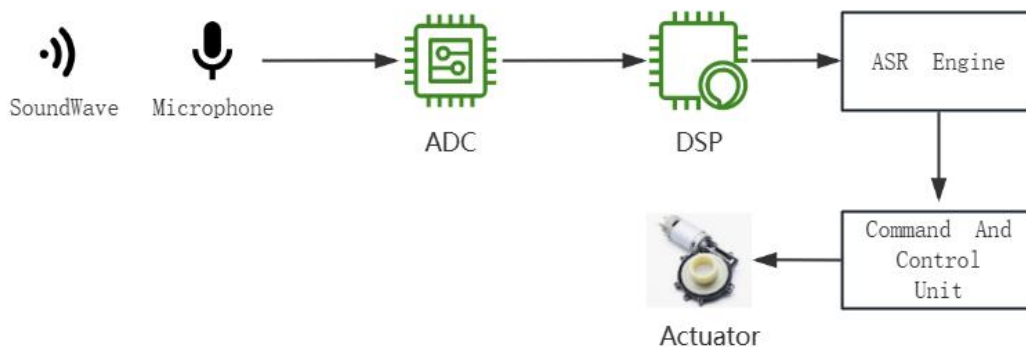 SoundWave
Microphone
ADC
DSP
ASR Engine
Command And
Control
Unit
Actuator